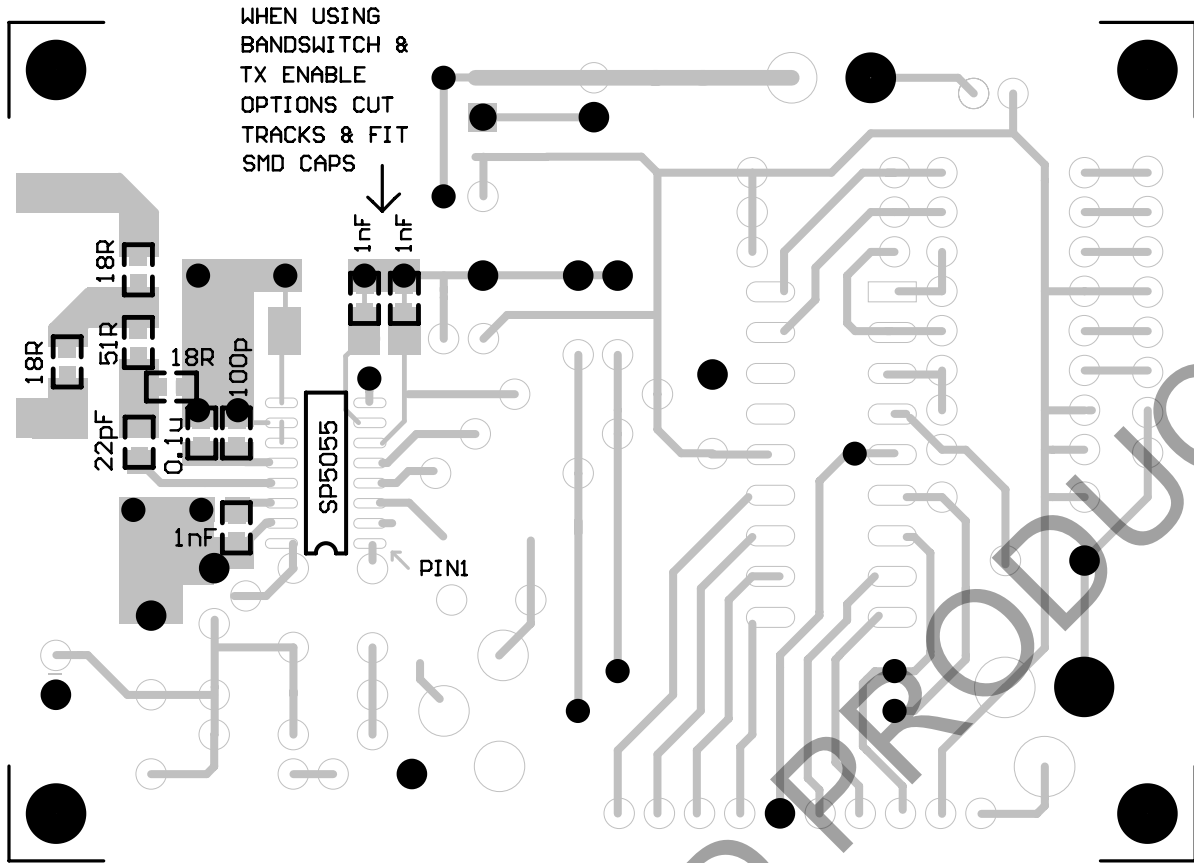 WHEN USING
BANDSWITCH &
TX ENABLE
OPTIONS CUT
TRACKS & FIT
SMD CAPS
1nF
1nF
18R
51R
18R
18R
100p
22pF
0.1u
SP5055
1nF
PIN1